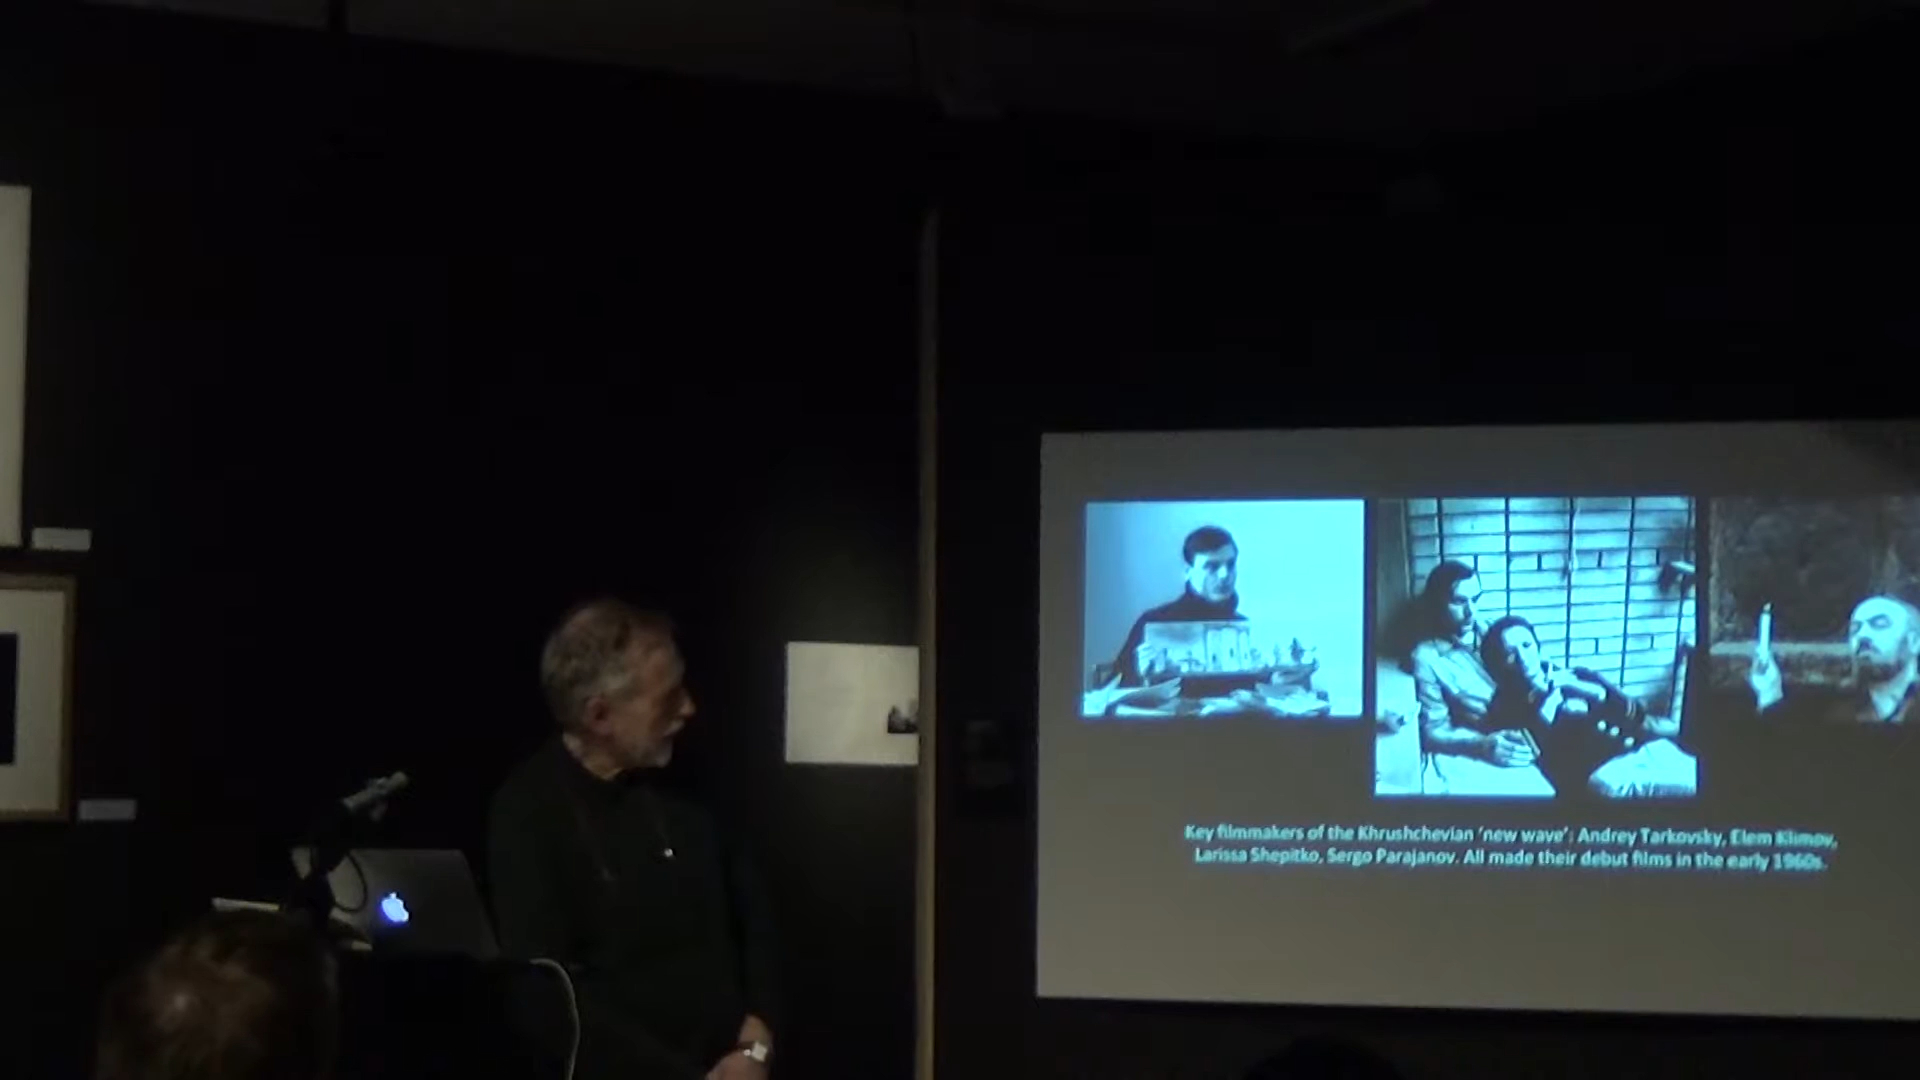 Key filmmakers of the Khrushchevian 'new wave': Andrey Tarkovsky, Elem Klimov,
Larissa Shepitko, Sergo Parajanov. All made their debut films in the early 1960s.